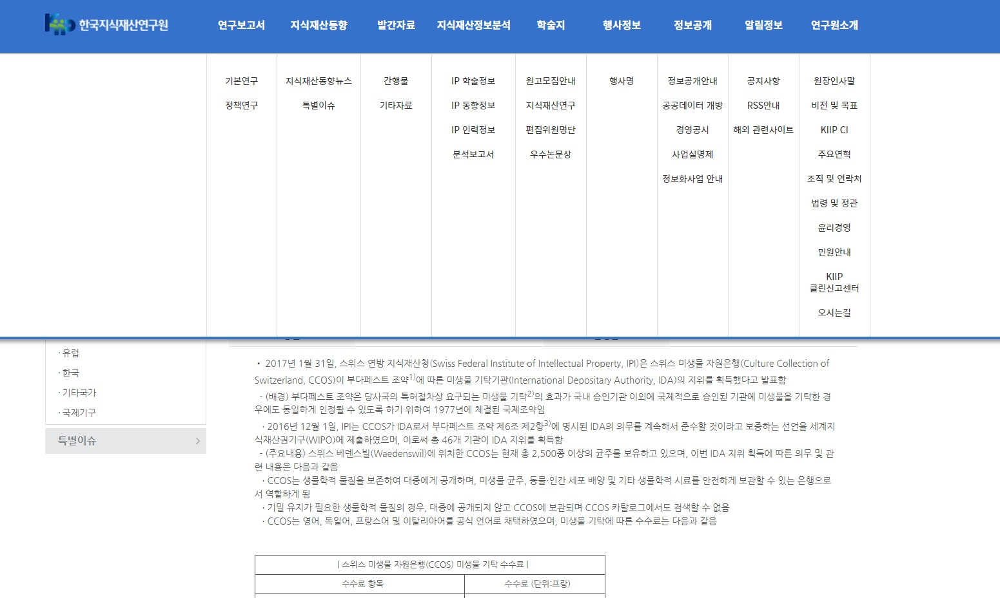 KIIP 한국지식재산연구원
연구보고서 지식재산동향 발간자료 지식재산정보분석 학술지 행사정보 정보공개 알림정보 연구원소개
기본연구
정책연구
지식재산동향뉴스
특별이슈
간행물
기타자료
IP 학술정보
IP 동향정보
IP 인력정보
분석보고서
원고모집안내
지식재산연구
편집위원명단
우수논문상
행사명
정보공개안내
공공데이터 개방
경영공시
사업실명제
정보화사업 안내
공지사항
RSS안내
해외 관련사이트
원장인사말
비전 및 목표
KIIP CI
주요연혁
조직 및 연락처
법령 및 정관
윤리경영
민원안내
KIIP
클린신고센터
오시는길
· 유럽
· 한국
· 기타국가
· 국제기구
특별이슈
• 2017년 1월 31일, 스위스 연방 지식재산청(Swiss Federal Institute of Intellectual Property, IPI)은 스위스 미생물 자원은행(Culture Collection of
Switzerland, CCOS)이 부다페스트 조약1)에 따른 미생물 기탁기관(International Depositary Authority, IDA)의 지위를 획득했다고 발표함
- (배경) 부다페스트 조약은 당사국의 특허절차상 요구되는 미생물 기탁2)의 효과가 국내 승인기관 이외에 국제적으로 승인된 기관에 미생물을 기탁한 경
우에도 동일하게 인정될 수 있도록 하기 위하여 1977년에 체결된 국제조약임
· 2016년 12월 1일, IPI는 CCOS가 IDA로서 부다페스트 조약 제6조 제2항3)에 명시된 IDA의 의무를 계속해서 준수할 것이라고 보증하는 선언을 세계지
식재산권기구(WIPO)에 제출하였으며, 이로써 총 46개 기관이 IDA 지위를 획득함
- (주요내용) 스위스 베덴스빌(Waedenswil)에 위치한 CCOS는 현재 총 2,500종 이상의 균주를 보유하고 있으며, 이번 IDA 지위 획득에 따른 의무 및 관
련 내용은 다음과 같음
· CCOS는 생물학적 물질을 보존하여 대중에게 공개하며, 미생물 균주, 동물·인간 세포 배양 및 기타 생물학적 시료를 안전하게 보관할 수 있는 은행으로
서 역할하게 됨
· 기밀 유지가 필요한 생물학적 물질의 경우, 대중에 공개되지 않고 CCOS에 보관되며 CCOS 카탈로그에서도 검색할 수 없음
· CCOS는 영어, 독일어, 프랑스어 및 이탈리아어를 공식 언어로 채택하였으며, 미생물 기탁에 따른 수수료는 다음과 같음
| 스위스 미생물 자원은행(CCOS) 미생물 기탁 수수료 |
수수료 항목 수수료 (단위:프랑)